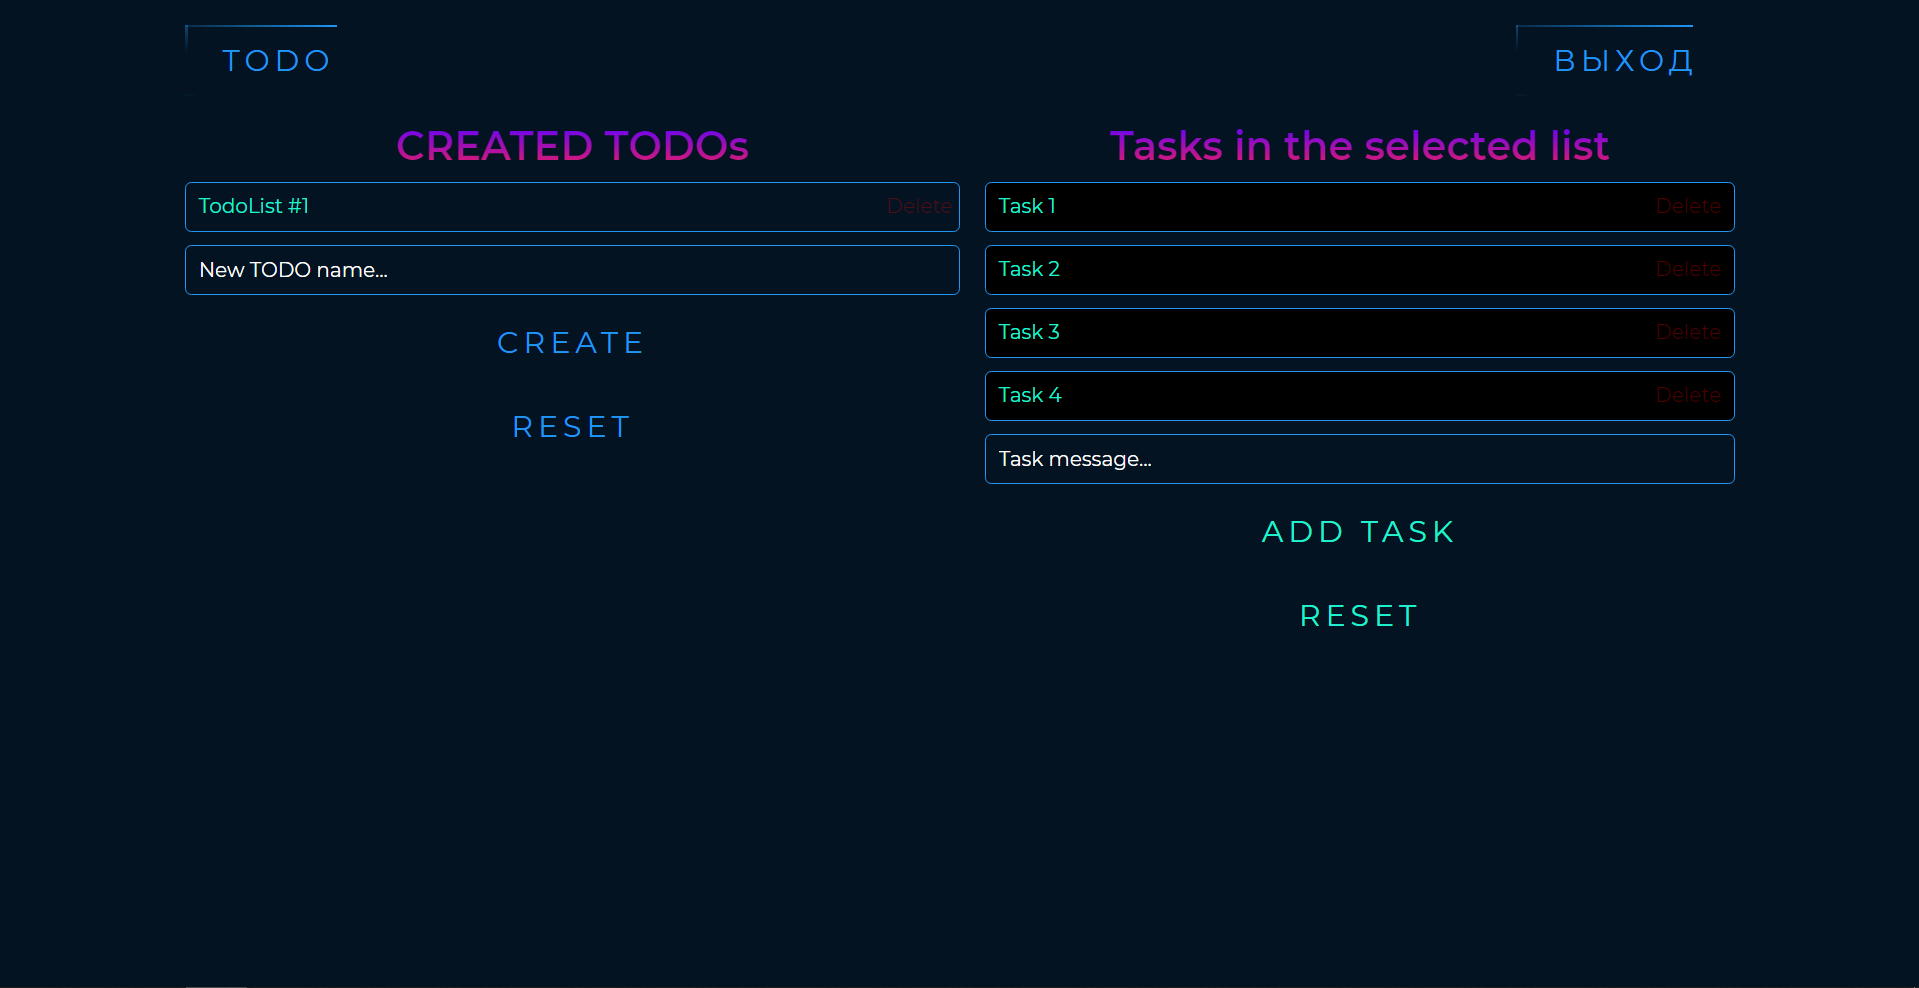 TODO
ВЫХОД
CREATED TODOs
TodoList #1
Delete
New TODO name...
CREATE
RESET
Tasks in the selected list
Task 1
Delete
Task 2
Delete
Task 3
Delete
Task 4
Delete
Task message...
ADD TASK
RESET